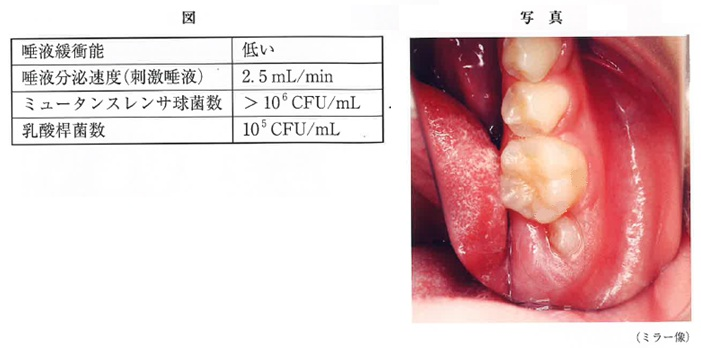 図
唾液緩衝能 低い
唾液分泌速度(刺激唾液) 2.5 mL/min
ミュータンスレンサ球菌数 > 10⁶ CFU/mL
乳酸桿菌数 10⁵ CFU/mL
写真
(ミラー像)